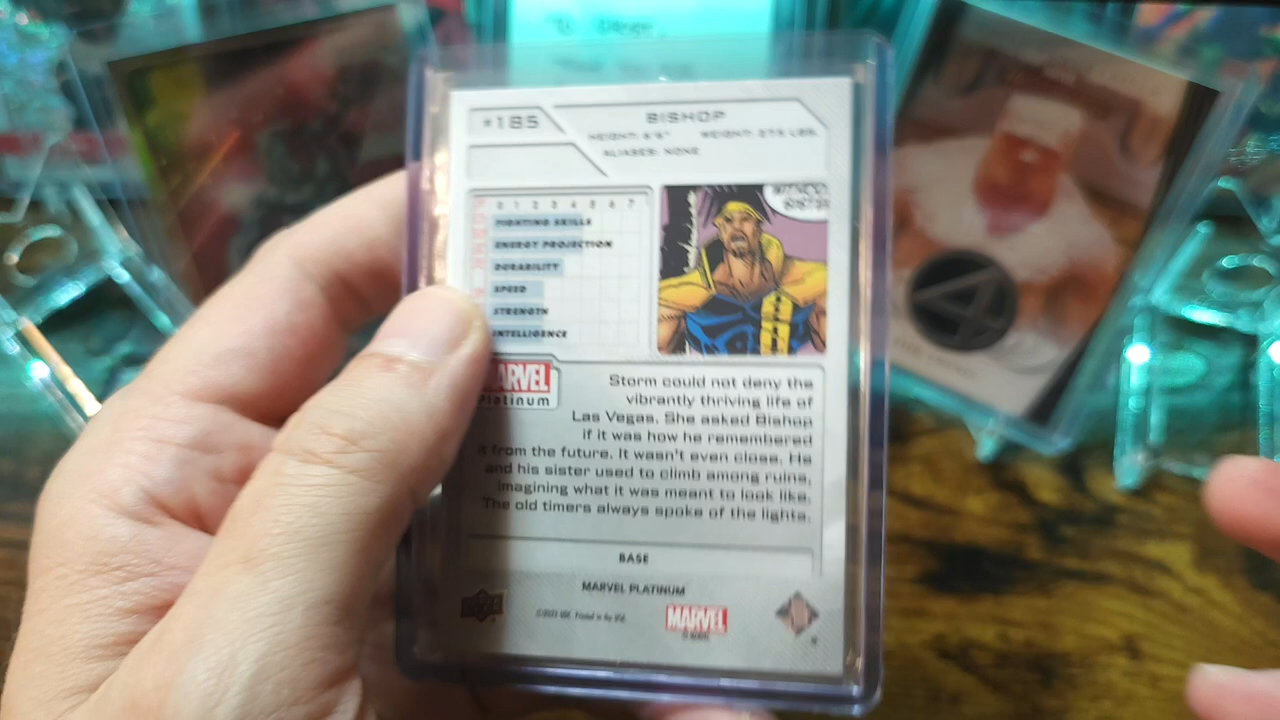 #185
BISHOP
HEIGHT: 6'6" WEIGHT: 275 LBS.
ALIASES: NONE
0 1 2 3 4 5 6 7
FIGHTING SKILLS
ENERGY PROJECTION
DURABILITY
SPEED
STRENGTH
INTELLIGENCE
MARVEL
Platinum
Storm could not deny the
vibrantly thriving life of
Las Vegas. She asked Bishop
if it was how he remembered
from the future. It wasn't even close. He
and his sister used to climb among ruins,
imagining what it was meant to look like.
The old timers always spoke of the lights.
BASE
MARVEL PLATINUM
Printed in the USA.
MARVEL